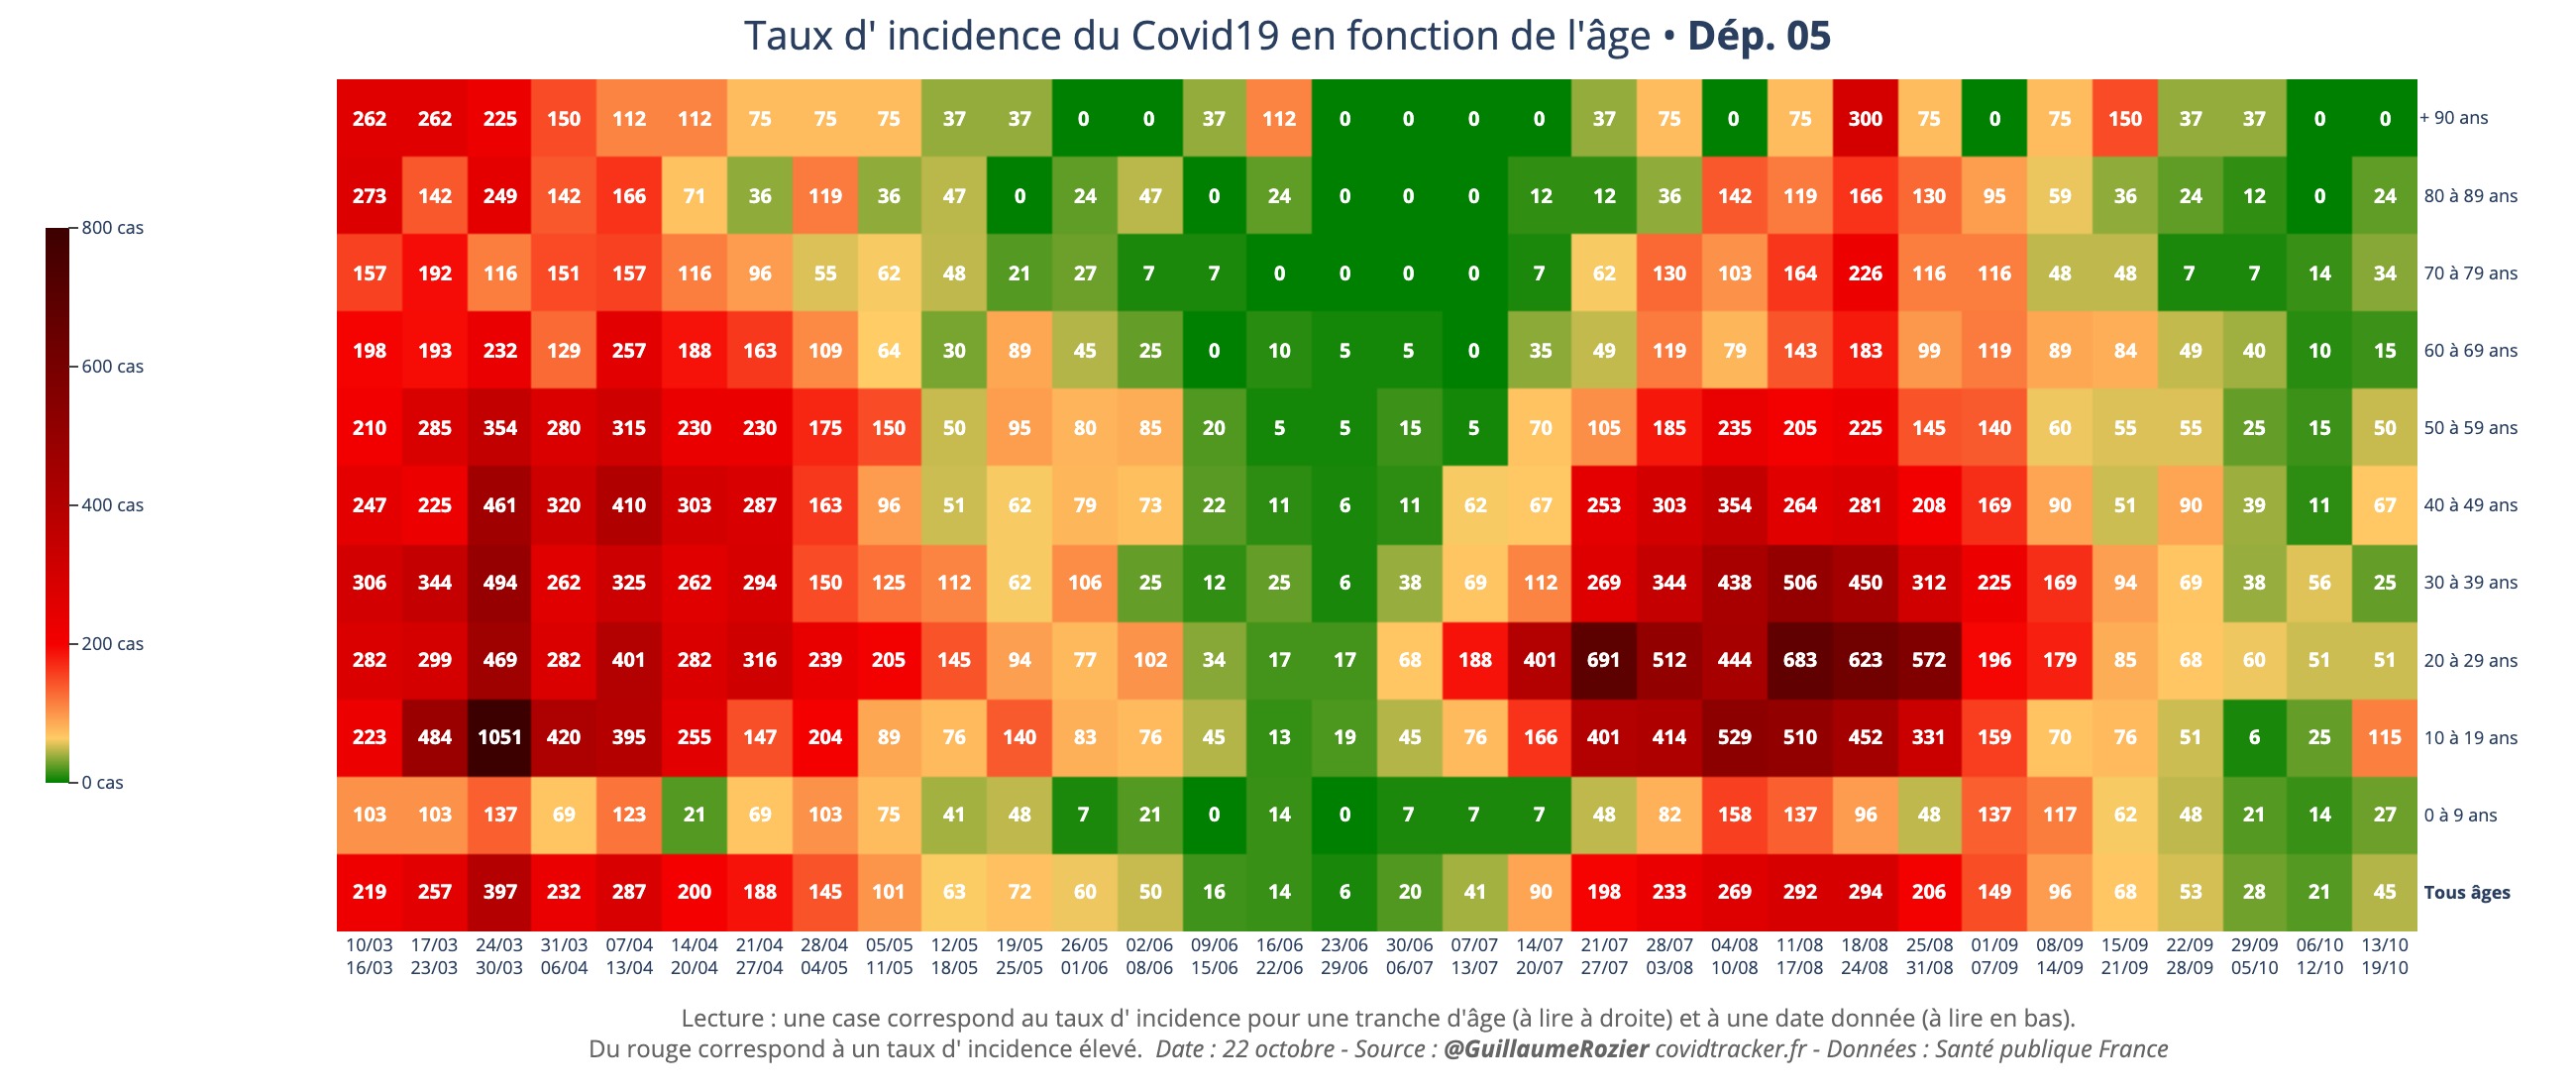 Taux d' incidence du Covid19 en fonction de l'âge • Dép. 05
262 262 225 150 112 112 75 75 75 37 37 0 0 37 112 0 0 0 0 37 75 0 75 300 75 0 75 150 37 37 0 0 + 90 ans
273 142 249 142 166 71 36 119 36 47 0 24 47 0 24 0 0 0 12 12 36 142 119 166 130 95 59 36 24 12 0 24 80 à 89 ans
800 cas
157 192 116 151 157 116 96 55 62 48 21 27 7 7 0 0 0 0 7 62 130 103 164 226 116 116 48 48 7 7 14 34 70 à 79 ans
198 193 232 129 257 188 163 109 64 30 89 45 25 0 10 5 5 0 35 49 119 79 143 183 99 119 89 84 49 40 10 15 60 à 69 ans
600 cas
210 285 354 280 315 230 230 175 150 50 95 80 85 20 5 5 15 5 70 105 185 235 205 225 145 140 60 55 55 25 15 50 50 à 59 ans
400 cas
247 225 461 320 410 303 287 163 96 51 62 79 73 22 11 6 11 62 67 253 303 354 264 281 208 169 90 51 90 39 11 67 40 à 49 ans
306 344 494 262 325 262 294 150 125 112 62 106 25 12 25 6 38 69 112 269 344 438 506 450 312 225 169 94 69 38 56 25 30 à 39 ans
200 cas
282 299 469 282 401 282 316 239 205 145 94 77 102 34 17 17 68 188 401 691 512 444 683 623 572 196 179 85 68 60 51 51 20 à 29 ans
223 484 1051 420 395 255 147 204 89 76 140 83 76 45 13 19 45 76 166 401 414 529 510 452 331 159 70 76 51 6 25 115 10 à 19 ans
0 cas
103 103 137 69 123 21 69 103 75 41 48 7 21 0 14 0 7 7 7 48 82 158 137 96 48 137 117 62 48 21 14 27 0 à 9 ans
219 257 397 232 287 200 188 145 101 63 72 60 50 16 14 6 20 41 90 198 233 269 292 294 206 149 96 68 53 28 21 45 Tous âges
10/03 17/03 24/03 31/03 07/04 14/04 21/04 28/04 05/05 12/05 19/05 26/05 02/06 09/06 16/06 23/06 30/06 07/07 14/07 21/07 28/07 04/08 11/08 18/08 25/08 01/09 08/09 15/09 22/09 29/09 06/10 13/10
16/03 23/03 30/03 06/04 13/04 20/04 27/04 04/05 11/05 18/05 25/05 01/06 08/06 15/06 22/06 29/06 06/07 13/07 20/07 27/07 03/08 10/08 17/08 24/08 31/08 07/09 14/09 21/09 28/09 05/10 12/10 19/10
Lecture : une case correspond au taux d' incidence pour une tranche d'âge (à lire à droite) et à une date donnée (à lire en bas).
Du rouge correspond à un taux d' incidence élevé. Date : 22 octobre - Source : @GuillaumeRozier covidtracker.fr - Données : Santé publique France